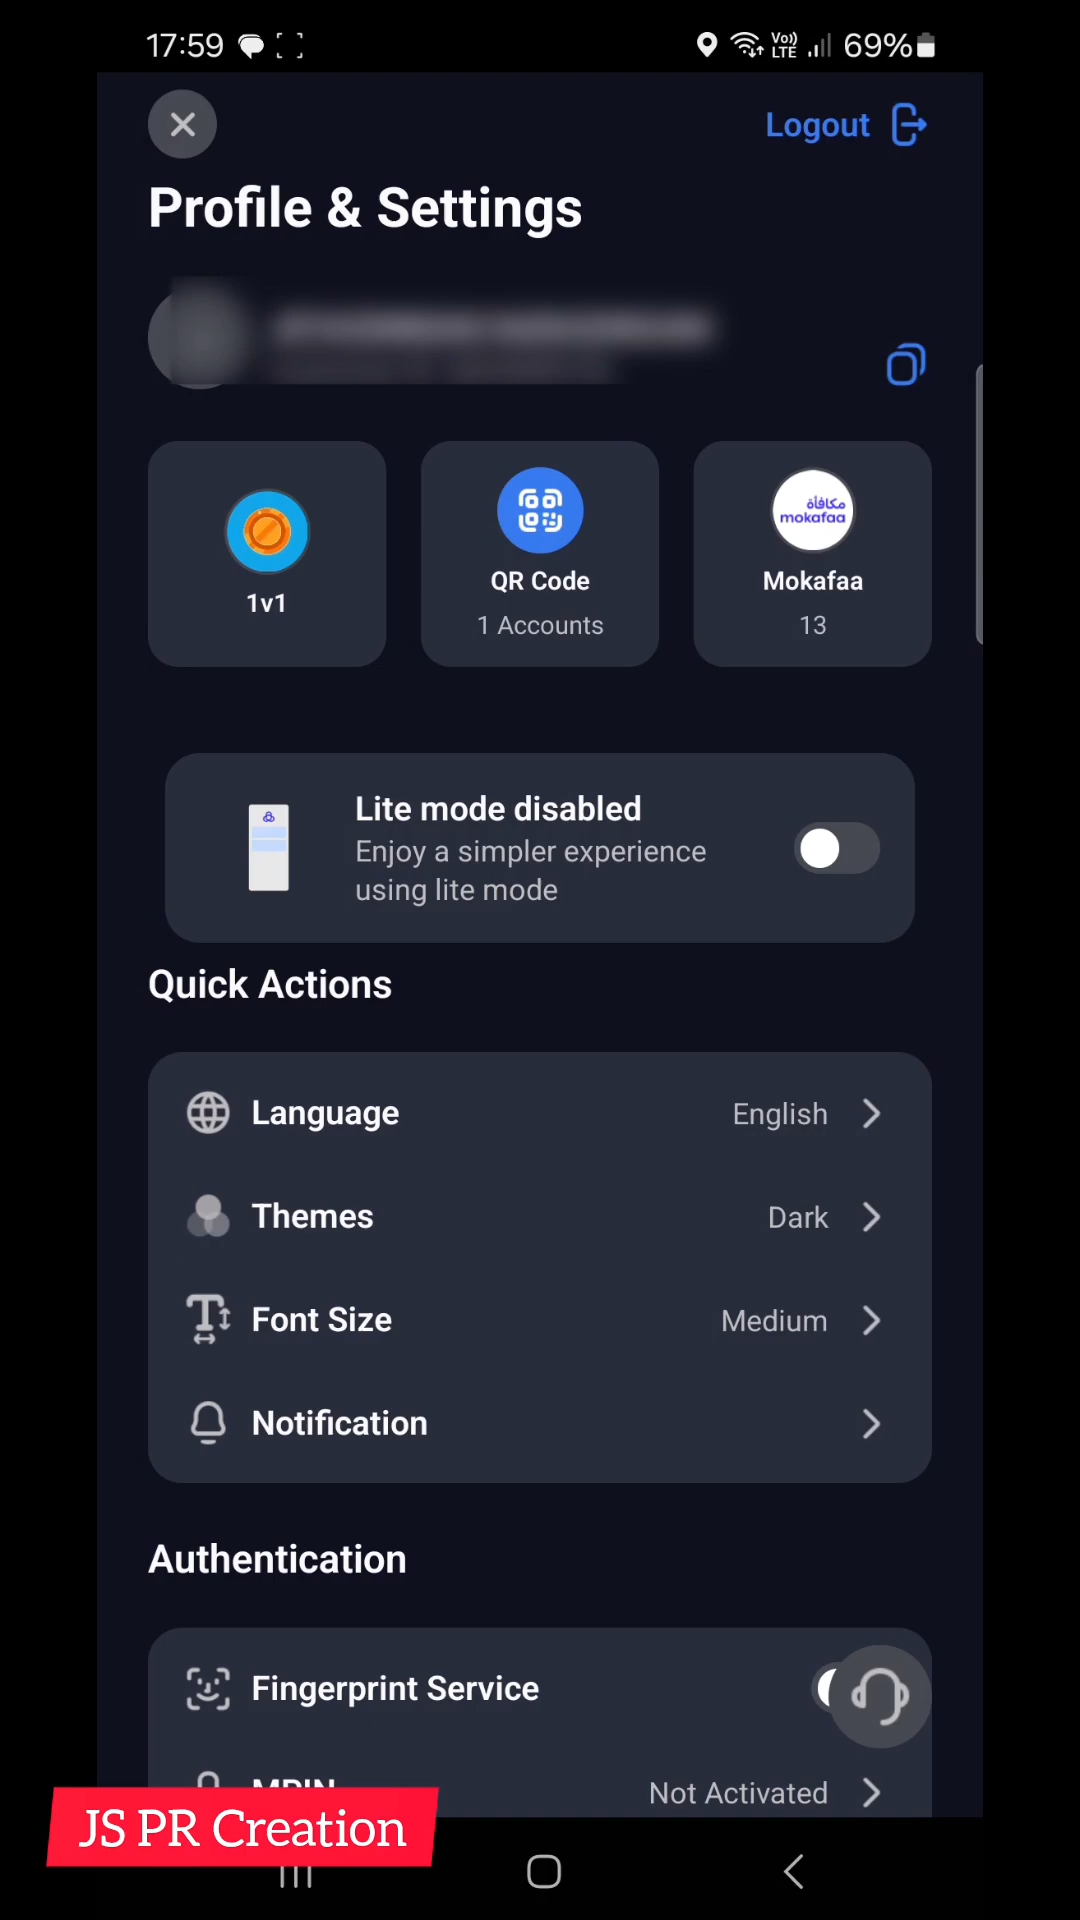 17:59
Vo))
LTE
69%
Logout
Profile & Settings
1v1
QR Code
1 Accounts
مكافأة
mokafaa
Mokafaa
13
Lite mode disabled
Enjoy a simpler experience
using lite mode
Quick Actions
Language
English
Themes
Dark
Font Size
Medium
Notification
Authentication
Fingerprint Service
MPIN
Not Activated
JS PR Creation